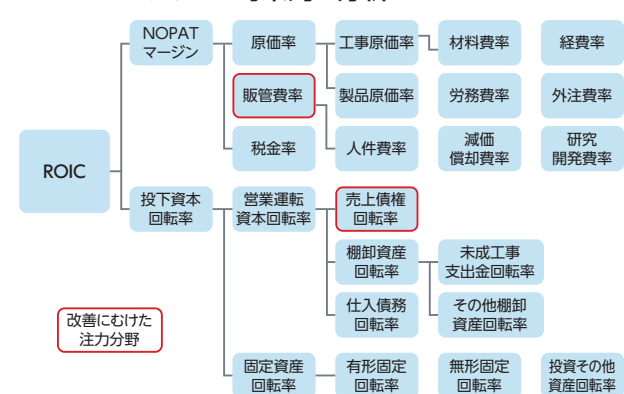 NOPAT
マージン
原価率
工事原価率
材料費率
経費率
販管費率
製品原価率
労務費率
外注費率
税金率
人件費率
減価
償却費率
研究
開発費率
ROIC
投下資本
回転率
営業運転
資本回転率
売上債権
回転率
棚卸資産
回転率
未成工事
支出金回転率
仕入債務
回転率
その他棚卸
資産回転率
改善にむけた
注力分野
固定資産
回転率
有形固定
回転率
無形固定
回転率
投資その他
資産回転率